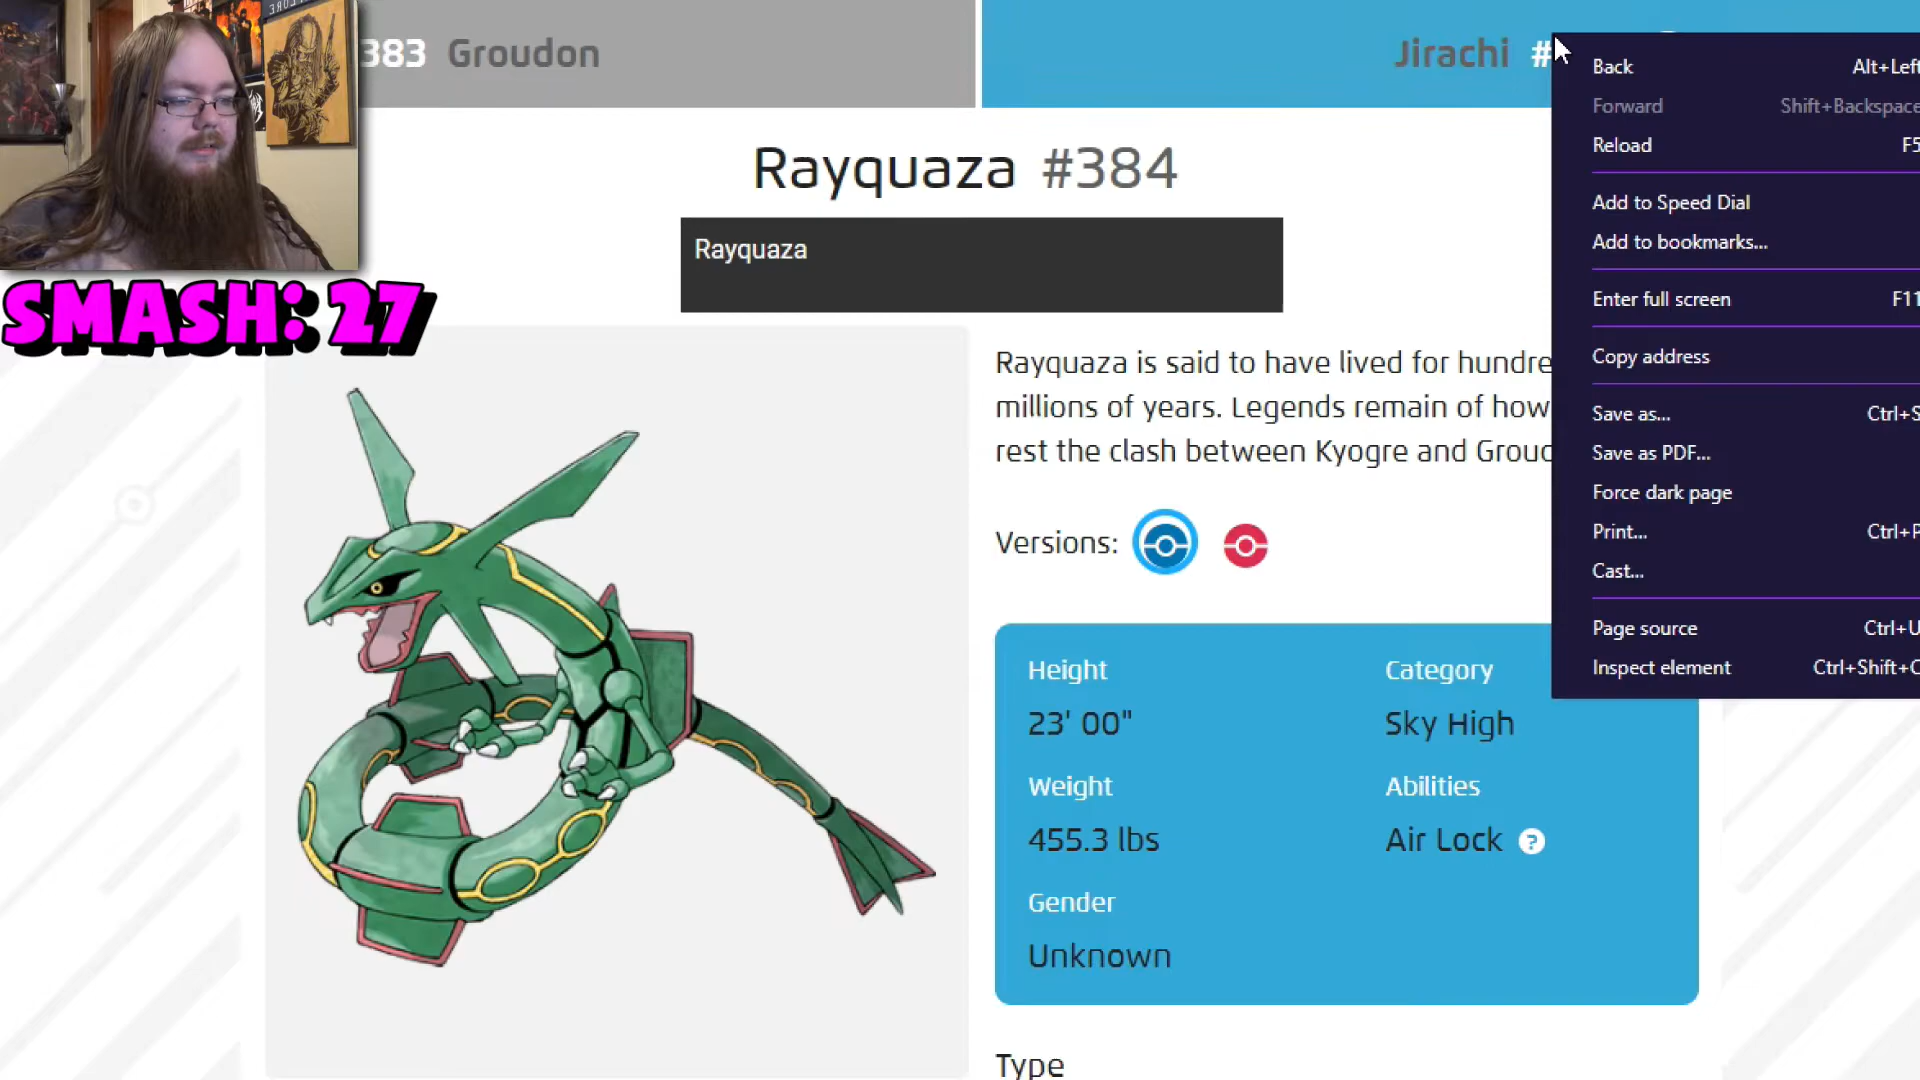 383 Groudon
Jirachi #
Rayquaza #384
Rayquaza
SMASH: 27
Rayquaza is said to have lived for hundre
millions of years. Legends remain of how
rest the clash between Kyogre and Grouc
Versions:
Height
23' 00"
Weight
455.3 lbs
Gender
Unknown
Category
Sky High
Abilities
Air Lock ?
Type
Back Alt+Left
Forward Shift+Backspace
Reload F5
Add to Speed Dial
Add to bookmarks...
Enter full screen F11
Copy address
Save as... Ctrl+S
Save as PDF...
Force dark page
Print... Ctrl+P
Cast...
Page source Ctrl+U
Inspect element Ctrl+Shift+C